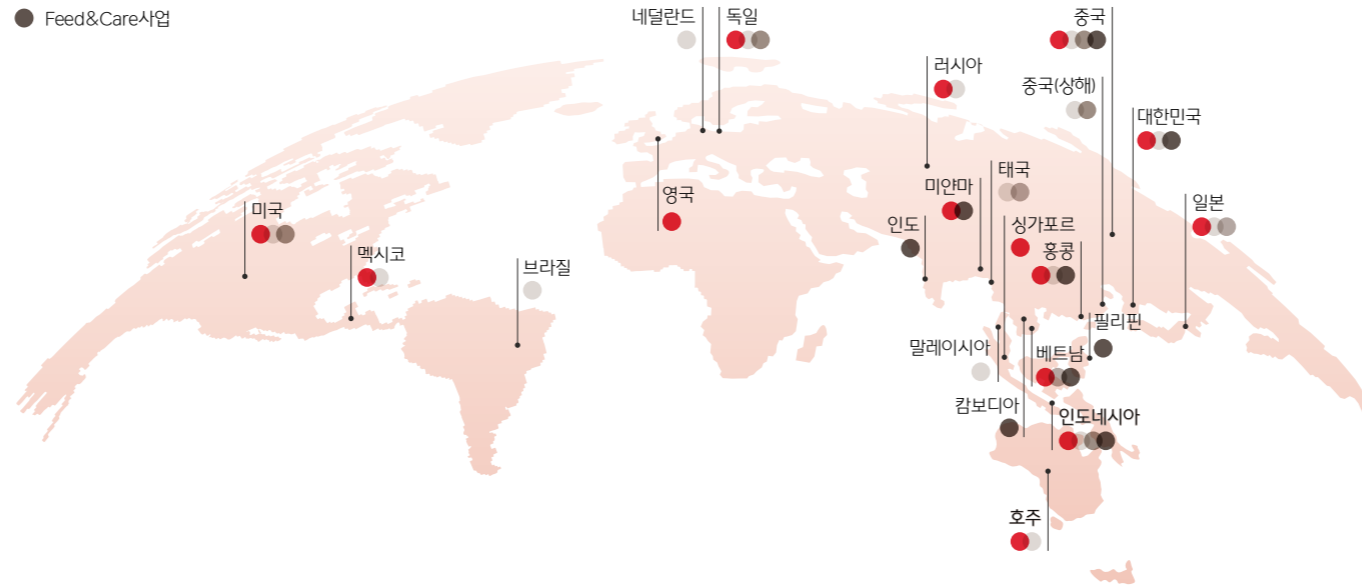 Feed&Care사업
네덜란드
독일
중국
러시아
중국(상해)
대한민국
태국
미얀마
영국
일본
미국
인도
싱가포르
홍콩
멕시코
브라질
필리핀
말레이시아
베트남
캄보디아
인도네시아
호주